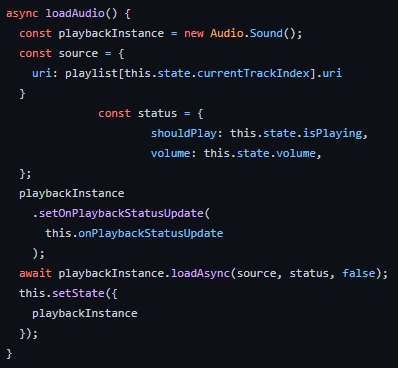 async loadAudio() {
  const playbackInstance = new Audio.Sound();
  const source = {
    uri: playlist[this.state.currentTrackIndex].uri
  }
              const status = {
                      shouldPlay: this.state.isPlaying,
                      volume: this.state.volume,
  };
  playbackInstance
    .setOnPlaybackStatusUpdate(
      this.onPlaybackStatusUpdate
    );
  await playbackInstance.loadAsync(source, status, false);
  this.setState({
    playbackInstance
  });
}